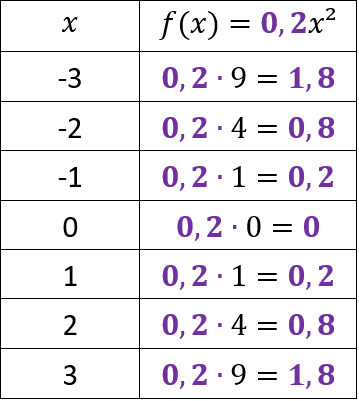 x f(x) = 0,2x²
-3 0,2 · 9 = 1,8
-2 0,2 · 4 = 0,8
-1 0,2 · 1 = 0,2
0 0,2 · 0 = 0
1 0,2 · 1 = 0,2
2 0,2 · 4 = 0,8
3 0,2 · 9 = 1,8